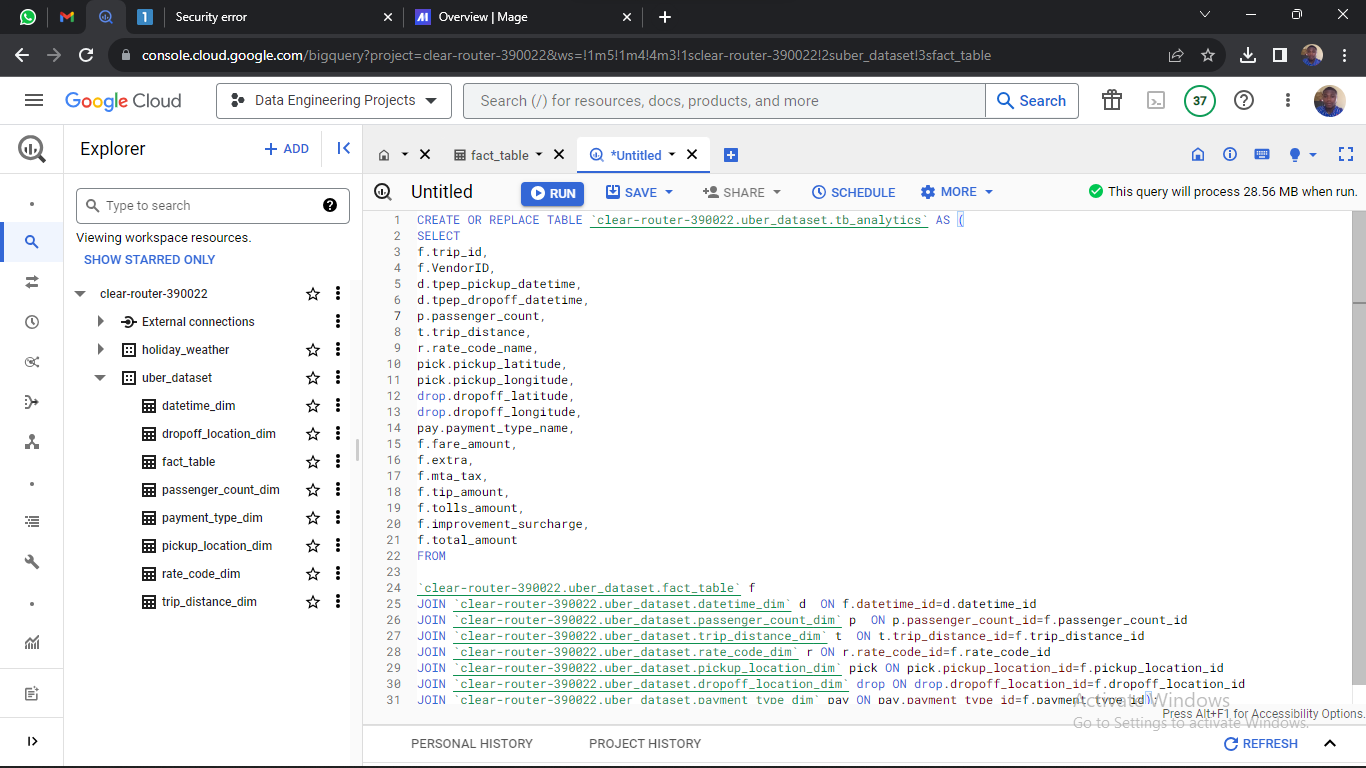 1
Security error
Overview | Mage
console.cloud.google.com/bigquery?project=clear-router-390022&ws=!1m5!1m4!4m3!1sclear-router-390022!2suber_dataset!3sfact_table
Google Cloud
Data Engineering Projects
Search (/) for resources, docs, products, and more
Search
37
Explorer
+ ADD
fact_table
*Untitled
Untitled
RUN
SAVE
SHARE
SCHEDULE
MORE
This query will process 28.56 MB when run.
Type to search
Viewing workspace resources.
SHOW STARRED ONLY
clear-router-390022
External connections
holiday_weather
uber_dataset
datetime_dim
dropoff_location_dim
fact_table
passenger_count_dim
payment_type_dim
pickup_location_dim
rate_code_dim
trip_distance_dim
1 CREATE OR REPLACE TABLE `clear-router-390022.uber_dataset.tb_analytics` AS (
2 SELECT
3 f.trip_id,
4 f.VendorID,
5 d.tpep_pickup_datetime,
6 d.tpep_dropoff_datetime,
7 p.passenger_count,
8 t.trip_distance,
9 r.rate_code_name,
10 pick.pickup_latitude,
11 pick.pickup_longitude,
12 drop.dropoff_latitude,
13 drop.dropoff_longitude,
14 pay.payment_type_name,
15 f.fare_amount,
16 f.extra,
17 f.mta_tax,
18 f.tip_amount,
19 f.tolls_amount,
20 f.improvement_surcharge,
21 f.total_amount
22 FROM
23
24 `clear-router-390022.uber_dataset.fact_table` f
25 JOIN `clear-router-390022.uber_dataset.datetime_dim` d  ON f.datetime_id=d.datetime_id
26 JOIN `clear-router-390022.uber_dataset.passenger_count_dim` p  ON p.passenger_count_id=f.passenger_count_id
27 JOIN `clear-router-390022.uber_dataset.trip_distance_dim` t  ON t.trip_distance_id=f.trip_distance_id
28 JOIN `clear-router-390022.uber_dataset.rate_code_dim` r ON r.rate_code_id=f.rate_code_id
29 JOIN `clear-router-390022.uber_dataset.pickup_location_dim` pick ON pick.pickup_location_id=f.pickup_location_id
30 JOIN `clear-router-390022.uber_dataset.dropoff_location_dim` drop ON drop.dropoff_location_id=f.dropoff_location_id
31 JOIN `clear-router-390022.uber_dataset.payment_type_dim` pay ON pay.payment_type_id=f.payment_type_id)
Activate Windows
Press Alt+F1 for Accessibility Options.
Go to Settings to activate Windows.
PERSONAL HISTORY
PROJECT HISTORY
REFRESH